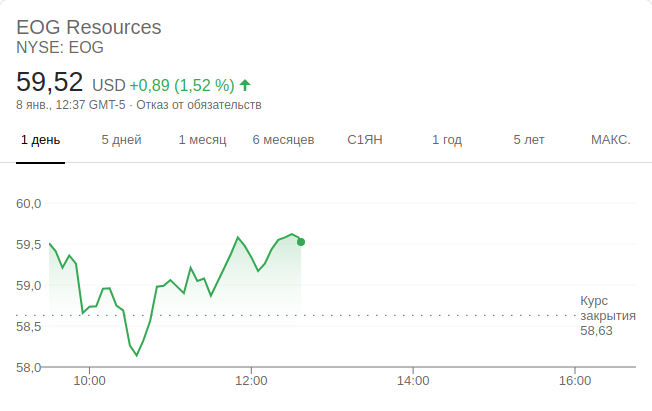 EOG Resources
NYSE: EOG
59,52 USD +0,89 (1,52 %)
8 янв., 12:37 GMT-5 · Отказ от обязательств
1 день 5 дней 1 месяц 6 месяцев С1ЯН 1 год 5 лет МАКС.
60,0
59,5
59,0
58,5
58,0
Курс
закрытия
58,63
10:00 12:00 14:00 16:00